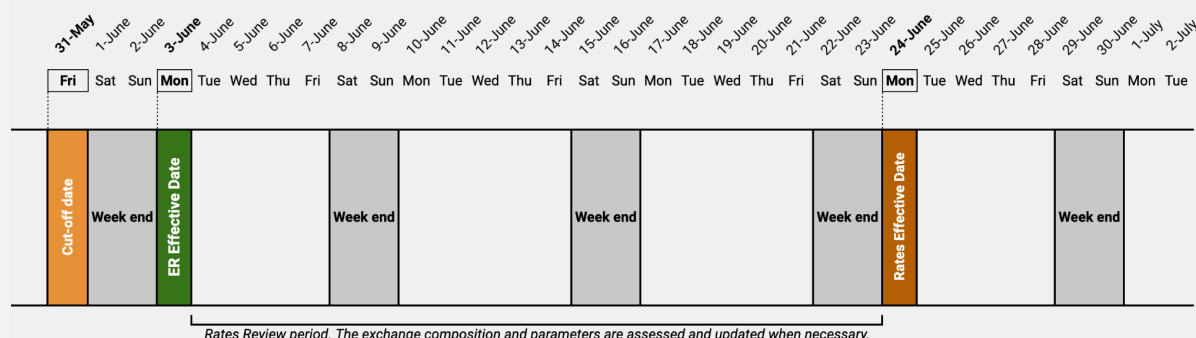 31-May 1-June 2-June 3-June 4-June 5-June 6-June 7-June 8-June 9-June 10-June 11-June 12-June 13-June 14-June 15-June 16-June 17-June 18-June 19-June 20-June 21-June 22-June 23-June 24-June 25-June 26-June 27-June 28-June 29-June 30-June 1-July 2-July
Fri Sat Sun Mon Tue Wed Thu Fri Sat Sun Mon Tue Wed Thu Fri Sat Sun Mon Tue Wed Thu Fri Sat Sun Mon Tue Wed Thu Fri Sat Sun Mon Tue
Cut-off date
Week end
ER Effective Date
Week end
Week end
Week end
Rates Effective Date
Week end
Rates Review period. The exchange composition and parameters are assessed and updated when necessary.